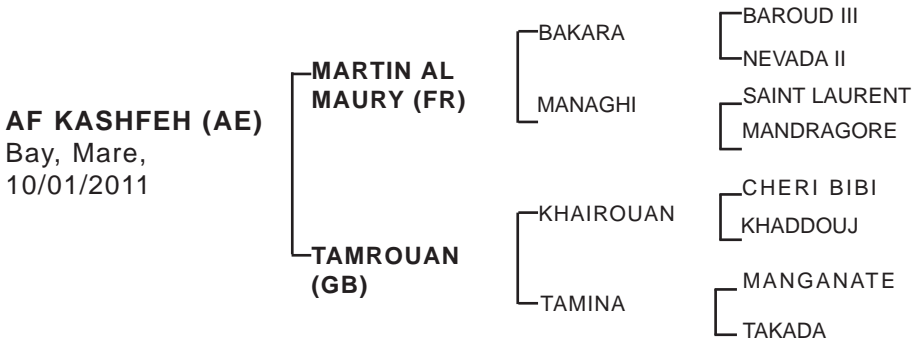 AF KASHFEH (AE)
Bay, Mare,
10/01/2011
MARTIN AL
MAURY (FR)
TAMROUAN
(GB)
BAKARA
MANAGHI
KHAIROUAN
TAMINA
BAROUD III
NEVADA II
SAINT LAURENT
MANDRAGORE
CHERI BIBI
KHADDOUJ
MANGANATE
TAKADA